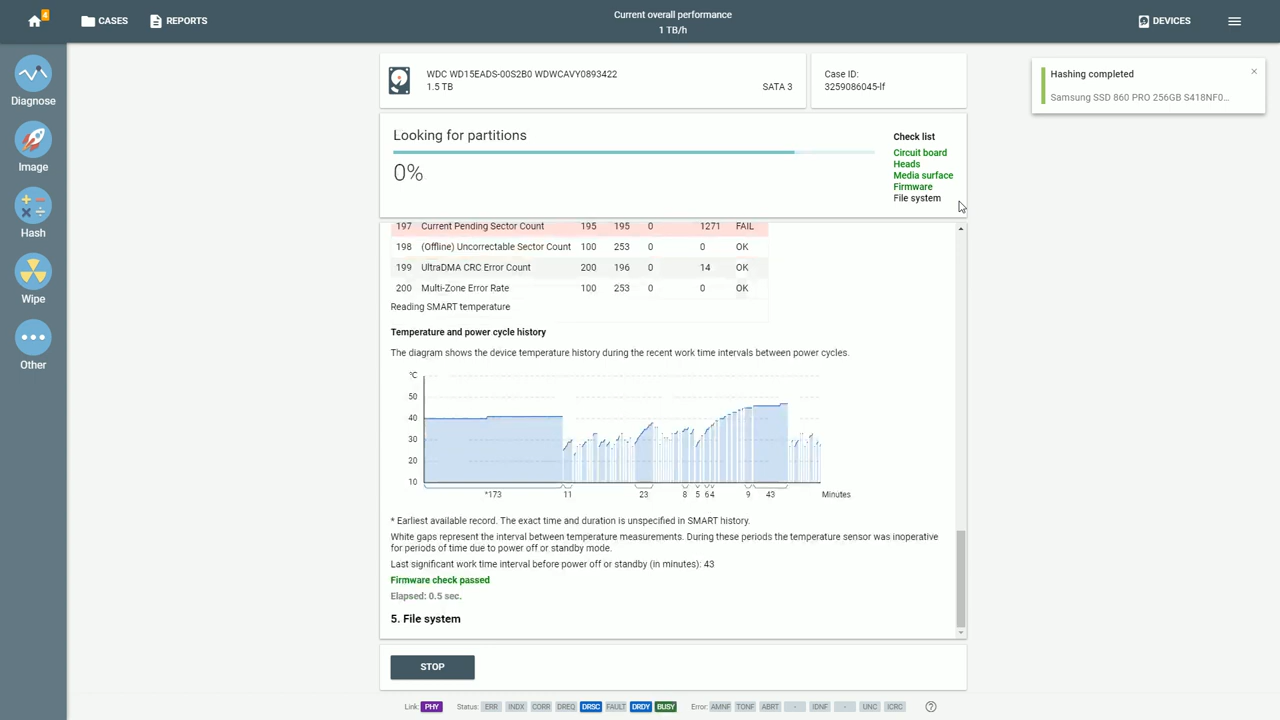 4
CASES
REPORTS
Current overall performance
1 TB/h
DEVICES
Diagnose
Image
Hash
Wipe
Other
WDC WD15EADS-00S2B0 WDWCAVY0893422
1.5 TB
SATA 3
Case ID:
3259086045-lf
Hashing completed
Samsung SSD 860 PRO 256GB S418NF0...
Looking for partitions
0%
Check list
Circuit board
Heads
Media surface
Firmware
File system
197 Current Pending Sector Count 195 195 0 1271 FAIL
198 (Offline) Uncorrectable Sector Count 100 253 0 0 OK
199 UltraDMA CRC Error Count 200 196 0 14 OK
200 Multi-Zone Error Rate 100 253 0 0 OK
Reading SMART temperature
Temperature and power cycle history
The diagram shows the device temperature history during the recent work time intervals between power cycles.
°C
50
40
30
20
10
*173 11 23 8 5 6 4 9 43 Minutes
* Earliest available record. The exact time and duration is unspecified in SMART history.
White gaps represent the interval between temperature measurements. During these periods the temperature sensor was inoperative
for periods of time due to power off or standby mode.
Last significant work time interval before power off or standby (in minutes): 43
Firmware check passed
Elapsed: 0.5 sec.
5. File system
STOP
Link: PHY Status: ERR INDX CORR DREQ DRSC FAULT DRDY BUSY Error: AMNF TONF ABRT - IDNF - UNC ICRC ?